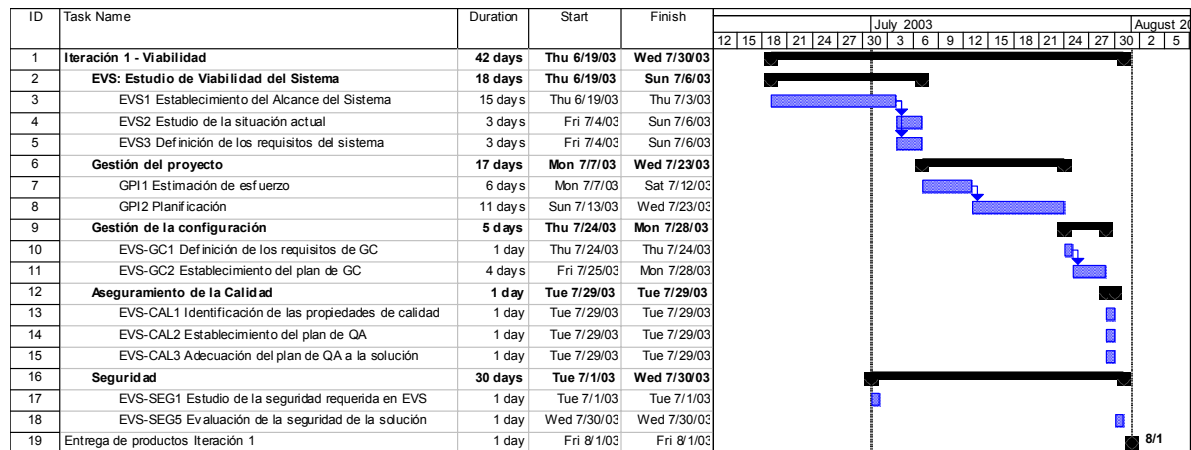 ID Task Name Duration Start Finish July 2003 August 20
12 15 18 21 24 27 30 3 6 9 12 15 18 21 24 27 30 2 5
1 Iteración 1 - Viabilidad 42 days Thu 6/19/03 Wed 7/30/03
2 EVS: Estudio de Viabilidad del Sistema 18 days Thu 6/19/03 Sun 7/6/03
3 EVS1 Establecimiento del Alcance del Sistema 15 days Thu 6/19/03 Thu 7/3/03
4 EVS2 Estudio de la situación actual 3 days Fri 7/4/03 Sun 7/6/03
5 EVS3 Definición de los requisitos del sistema 3 days Fri 7/4/03 Sun 7/6/03
6 Gestión del proyecto 17 days Mon 7/7/03 Wed 7/23/03
7 GPI1 Estimación de esfuerzo 6 days Mon 7/7/03 Sat 7/12/03
8 GPI2 Planificación 11 days Sun 7/13/03 Wed 7/23/03
9 Gestión de la configuración 5 days Thu 7/24/03 Mon 7/28/03
10 EVS-GC1 Definición de los requisitos de GC 1 day Thu 7/24/03 Thu 7/24/03
11 EVS-GC2 Establecimiento del plan de GC 4 days Fri 7/25/03 Mon 7/28/03
12 Aseguramiento de la Calidad 1 day Tue 7/29/03 Tue 7/29/03
13 EVS-CAL1 Identificación de las propiedades de calidad 1 day Tue 7/29/03 Tue 7/29/03
14 EVS-CAL2 Establecimiento del plan de QA 1 day Tue 7/29/03 Tue 7/29/03
15 EVS-CAL3 Adecuación del plan de QA a la solución 1 day Tue 7/29/03 Tue 7/29/03
16 Seguridad 30 days Tue 7/1/03 Wed 7/30/03
17 EVS-SEG1 Estudio de la seguridad requerida en EVS 1 day Tue 7/1/03 Tue 7/1/03
18 EVS-SEG5 Evaluación de la seguridad de la solución 1 day Wed 7/30/03 Wed 7/30/03
19 Entrega de productos Iteración 1 1 day Fri 8/1/03 Fri 8/1/03 8/1